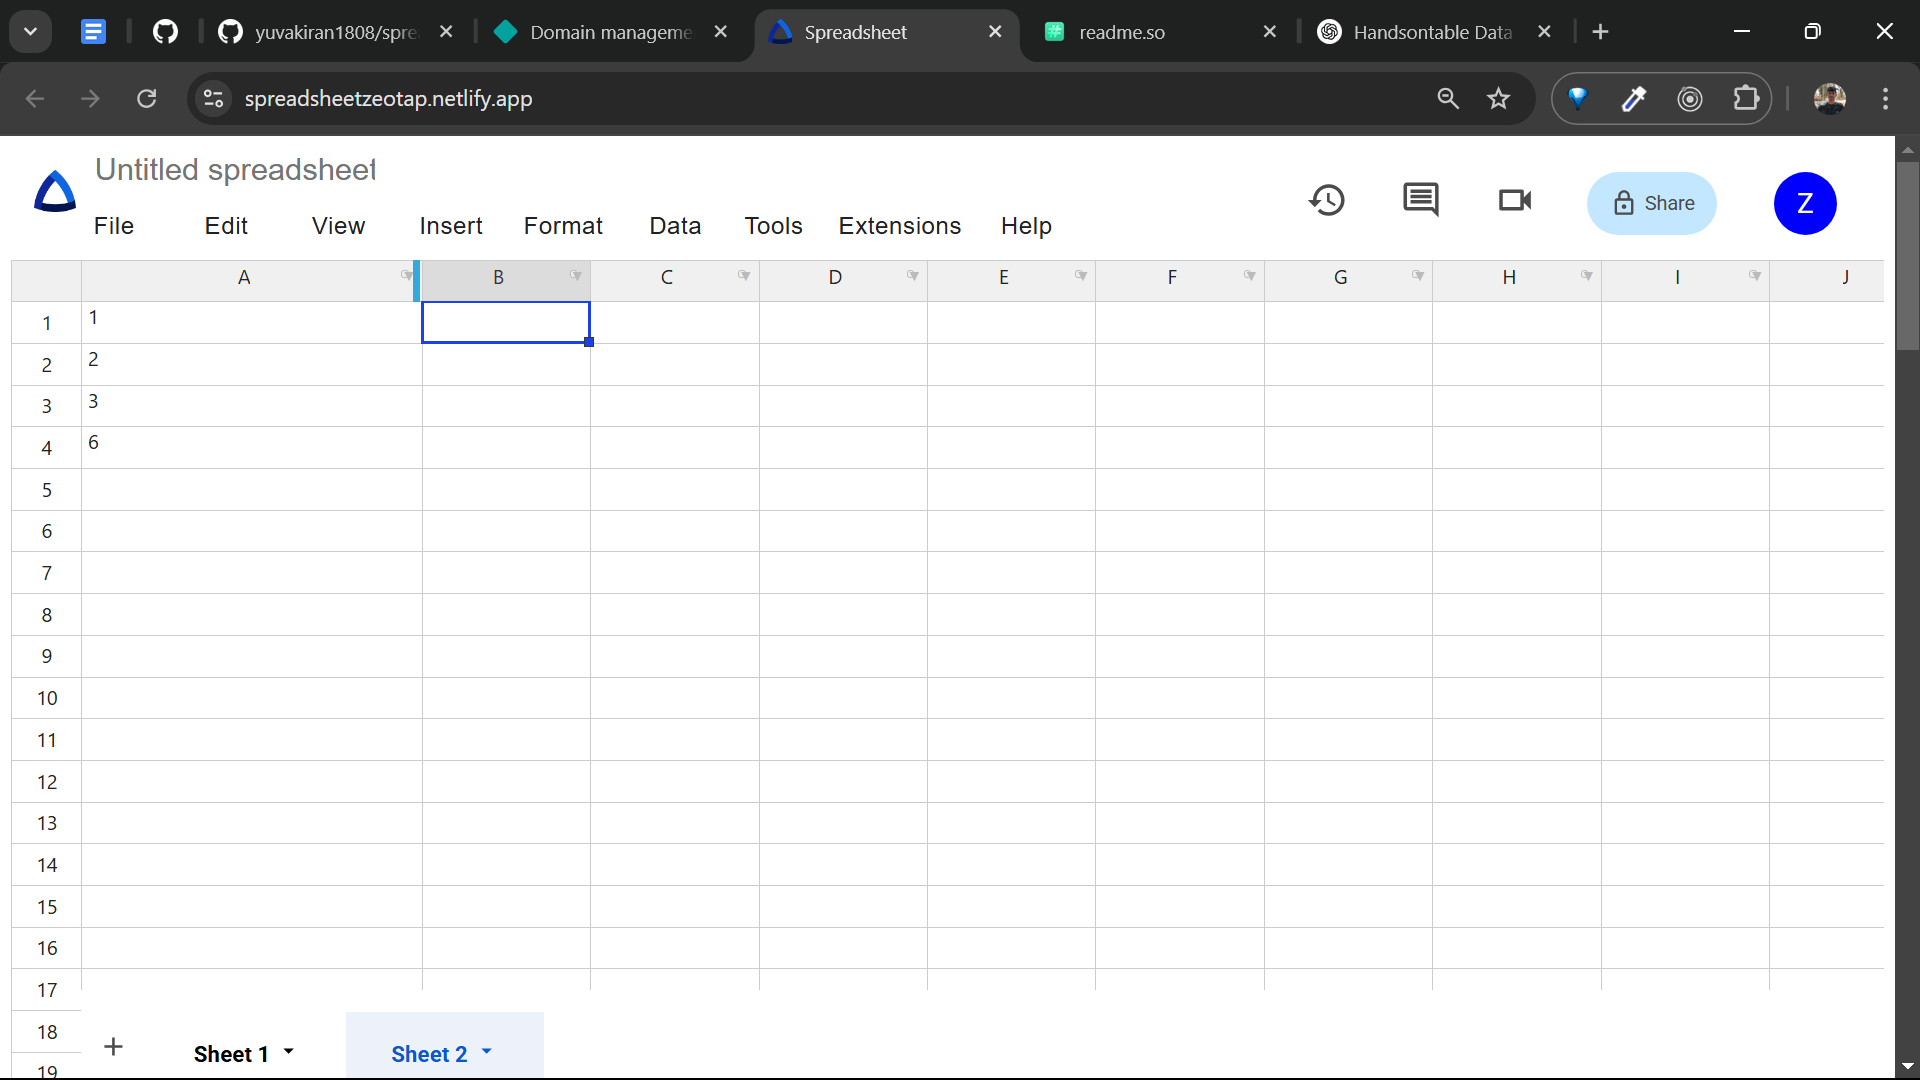 yuvakiran1808/spre
Domain manageme
Spreadsheet
readme.so
Handsontable Data
spreadsheetzeotap.netlify.app
Untitled spreadsheet
File Edit View Insert Format Data Tools Extensions Help
Share
Z
A B C D E F G H I J
1 1
2 2
3 3
4 6
5
6
7
8
9
10
11
12
13
14
15
16
17
18
19
+ Sheet 1 Sheet 2